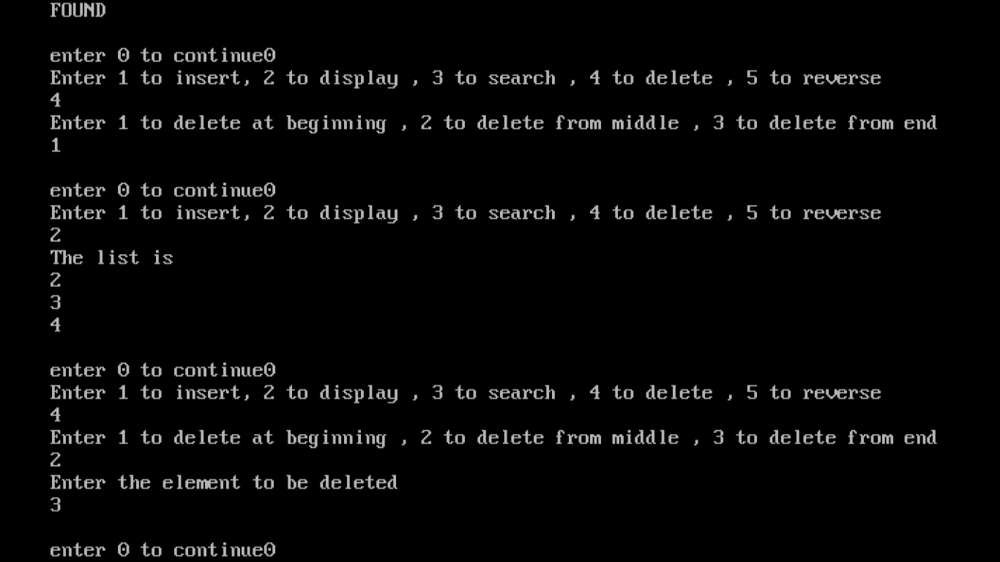 FOUND
enter 0 to continue0
Enter 1 to insert, 2 to display , 3 to search , 4 to delete , 5 to reverse
4
Enter 1 to delete at beginning , 2 to delete from middle , 3 to delete from end
1
enter 0 to continue0
Enter 1 to insert, 2 to display , 3 to search , 4 to delete , 5 to reverse
2
The list is
2
3
4
enter 0 to continue0
Enter 1 to insert, 2 to display , 3 to search , 4 to delete , 5 to reverse
4
Enter 1 to delete at beginning , 2 to delete from middle , 3 to delete from end
2
Enter the element to be deleted
3
enter 0 to continue0